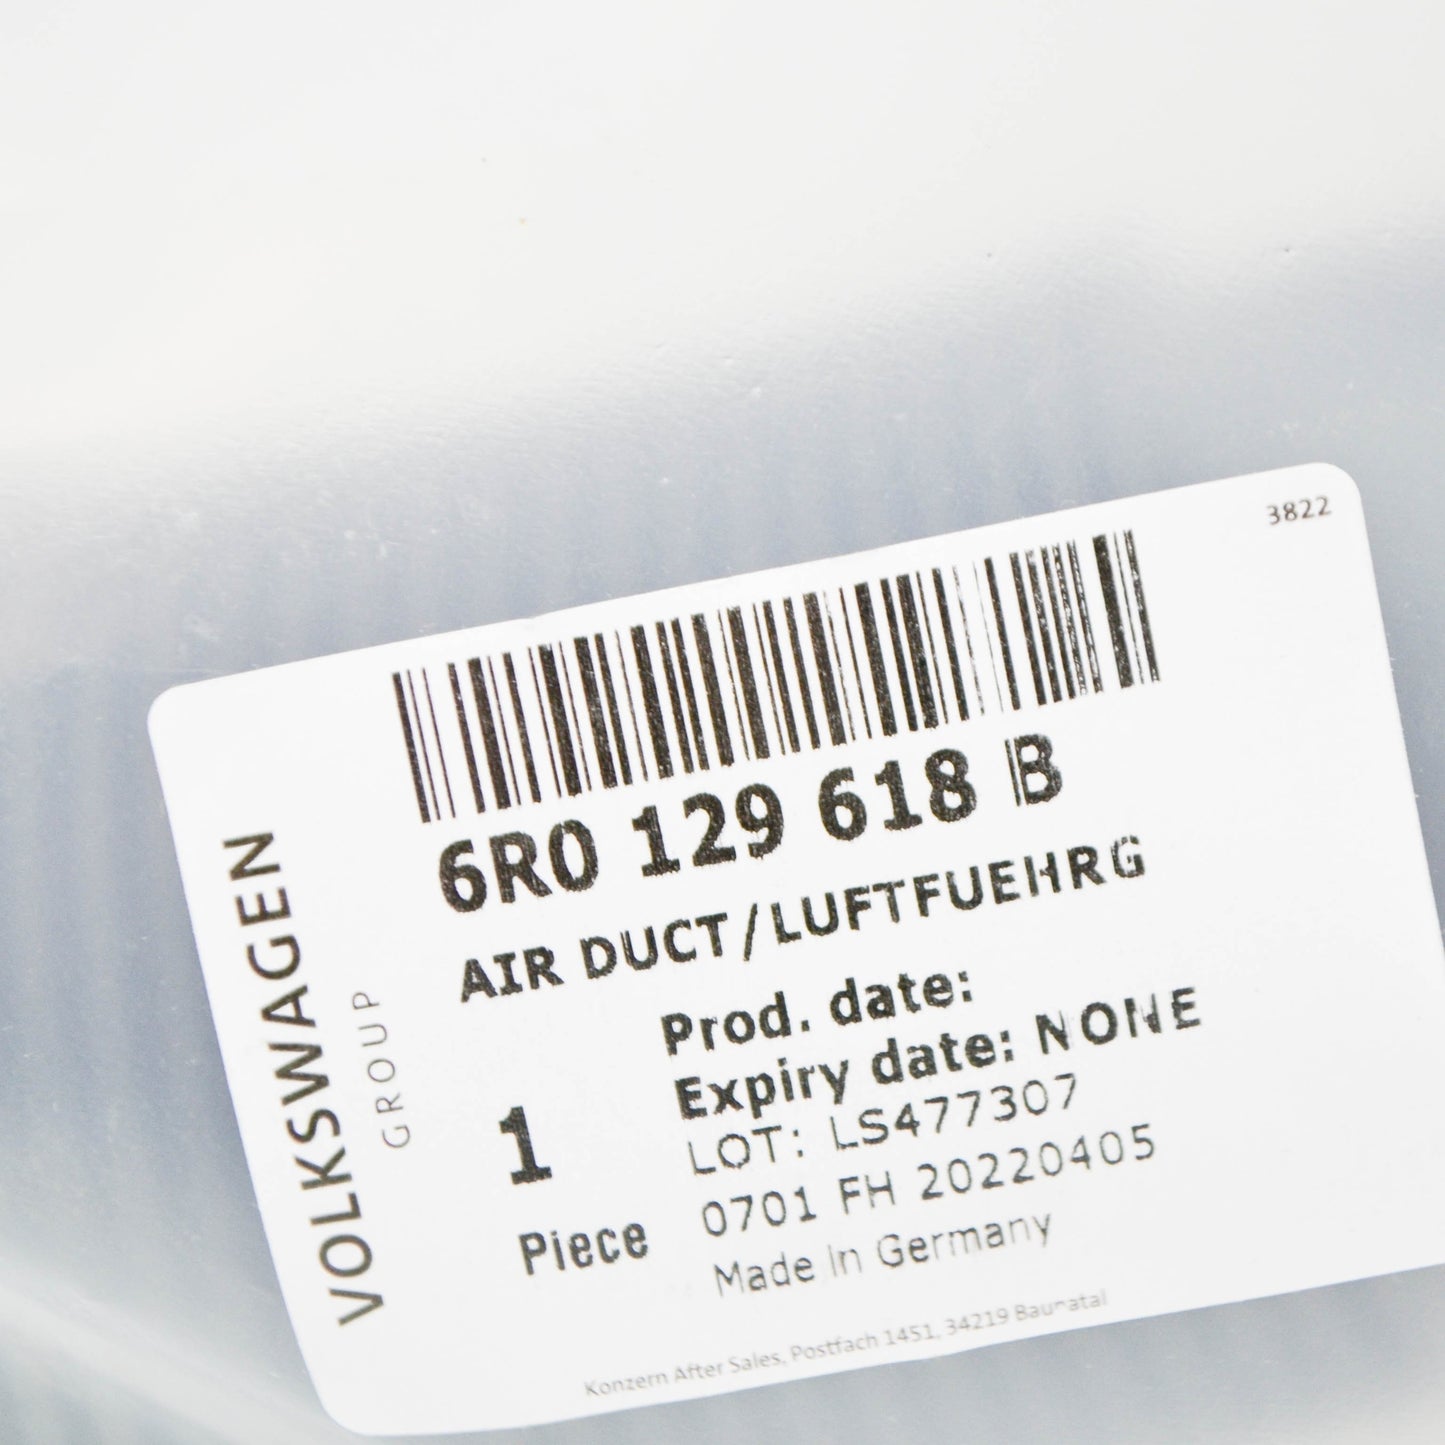 3822
6R0 129 618 B
AIR DUCT/LUFTFUEHRG
Prod. date:
Expiry date: NONE
LOT: LS477307
0701 FH 20220405
Made in Germany
1
Piece
VOLKSWAGEN
GROUP
Konzern After Sales, Postfach 1451, 34219 Baunatal